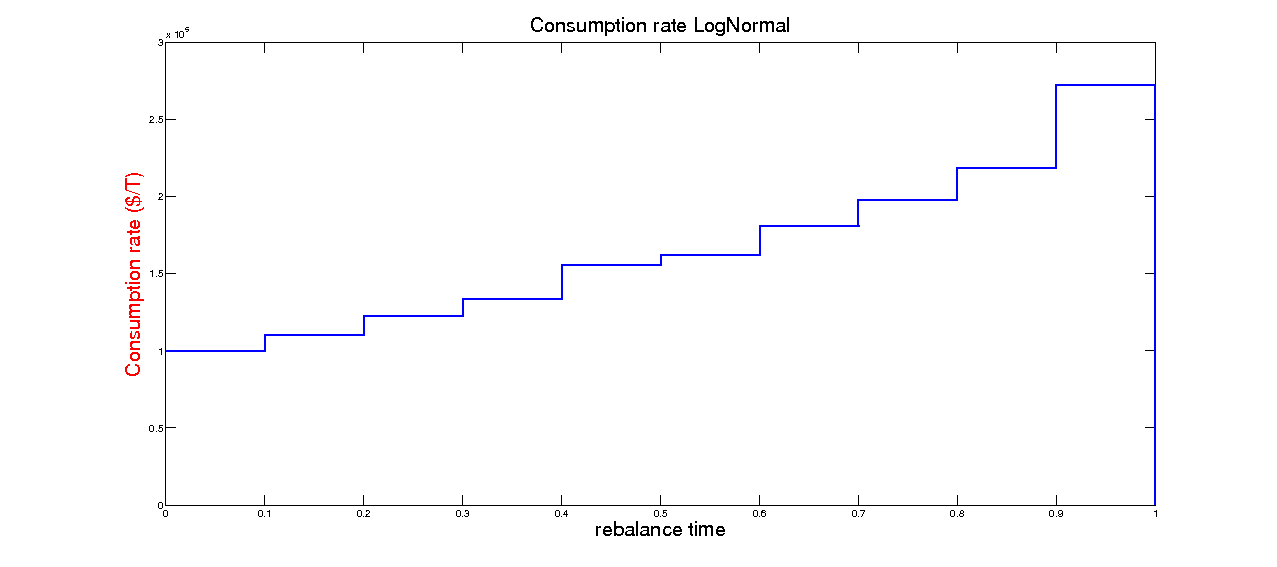 Consumption rate LogNormal
x 10^5
3
2.5
2
1.5
1
0.5
0
Consumption rate ($/T)
0 0.1 0.2 0.3 0.4 0.5 0.6 0.7 0.8 0.9 1
rebalance time